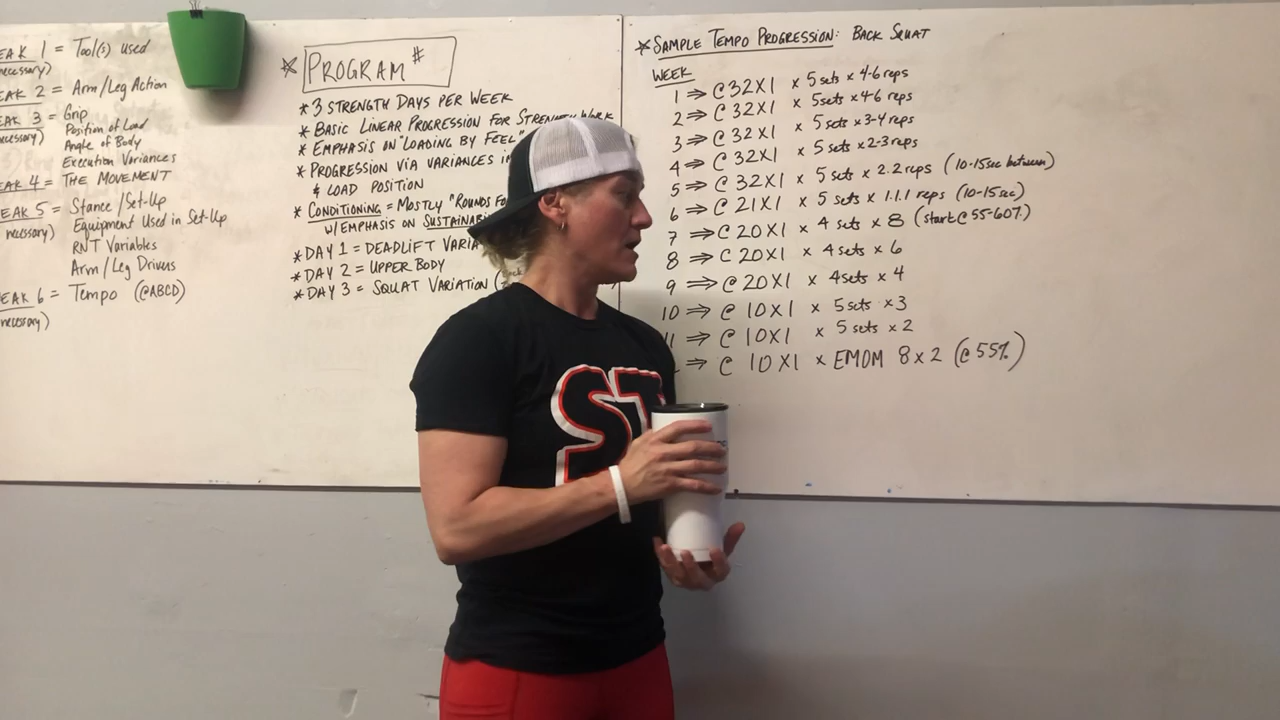 EAK 1 = Tool(s) used
necessary)
EAK 2 = Arm/Leg Action
EAK 3 = Grip
necessary) Position of Load
Angle of Body
Execution Variances
EAK 4 = THE MOVEMENT
EAK 5 = Stance/Set-Up
necessary) Equipment Used in Set-Up
RNT Variables
Arm/Leg Drivers
EAK 6 = Tempo (@ABCD)
necessary)
* PROGRAM #
* 3 STRENGTH DAYS PER WEEK
* BASIC LINEAR PROGRESSION FOR STRENGTH WORK
* EMPHASIS ON "LOADING BY FEEL"
* PROGRESSION VIA VARIANCES IN
& LOAD POSITION
* CONDITIONING = MOSTLY "ROUNDS FO
W/ EMPHASIS ON SUSTAINAB
* DAY 1 = DEADLIFT VARIA
* DAY 2 = UPPER BODY
* DAY 3 = SQUAT VARIATION (
* SAMPLE TEMPO PROGRESSION: BACK SQUAT
WEEK
1 ⇒ @ 32X1 x 5 sets x 4-6 reps
2 ⇒ @ 32X1 x 5sets x 4-6 reps
3 ⇒ @ 32X1 x 5 sets x 3-4 reps
4 ⇒ @ 32X1 x 5 sets x 2-3 reps
5 ⇒ @ 32X1 x 5 sets x 2.2 reps (10-15sec between)
6 ⇒ @ 21X1 x 5 sets x 1.1.1 reps (10-15sec)
7 ⇒ @ 20X1 x 4 sets x 8 (start @ 55-60%)
8 ⇒ @ 20X1 x 4 sets x 6
9 ⇒ @ 20X1 x 4sets x 4
10 ⇒ @ 10X1 x 5sets x 3
11 ⇒ @ 10X1 x 5 sets x 2
⇒ @ 10X1 x EMOM 8 x 2 (@ 55%)
ST